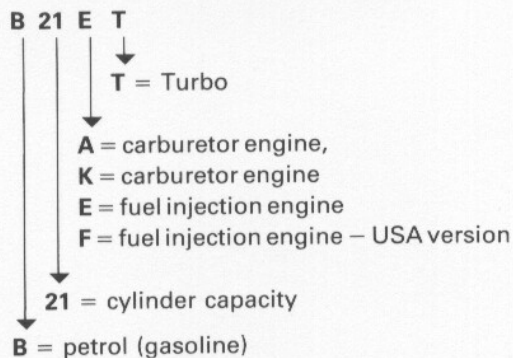 B 21 E T
T = Turbo
A = carburetor engine,
K = carburetor engine
E = fuel injection engine
F = fuel injection engine – USA version
21 = cylinder capacity
B = petrol (gasoline)